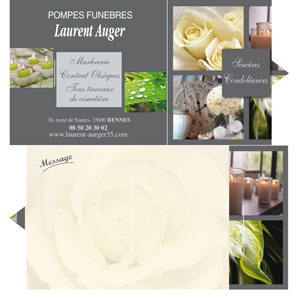 POMPES FUNEBRES
Laurent Auger
Marbrerie
Contrat Obsèques
Tous travaux
de cimetière
36, route de Nantes- 35000 RENNES
08 50 20 30 02
www.laurent-auger35.com
Sincères
Condoléances
Message